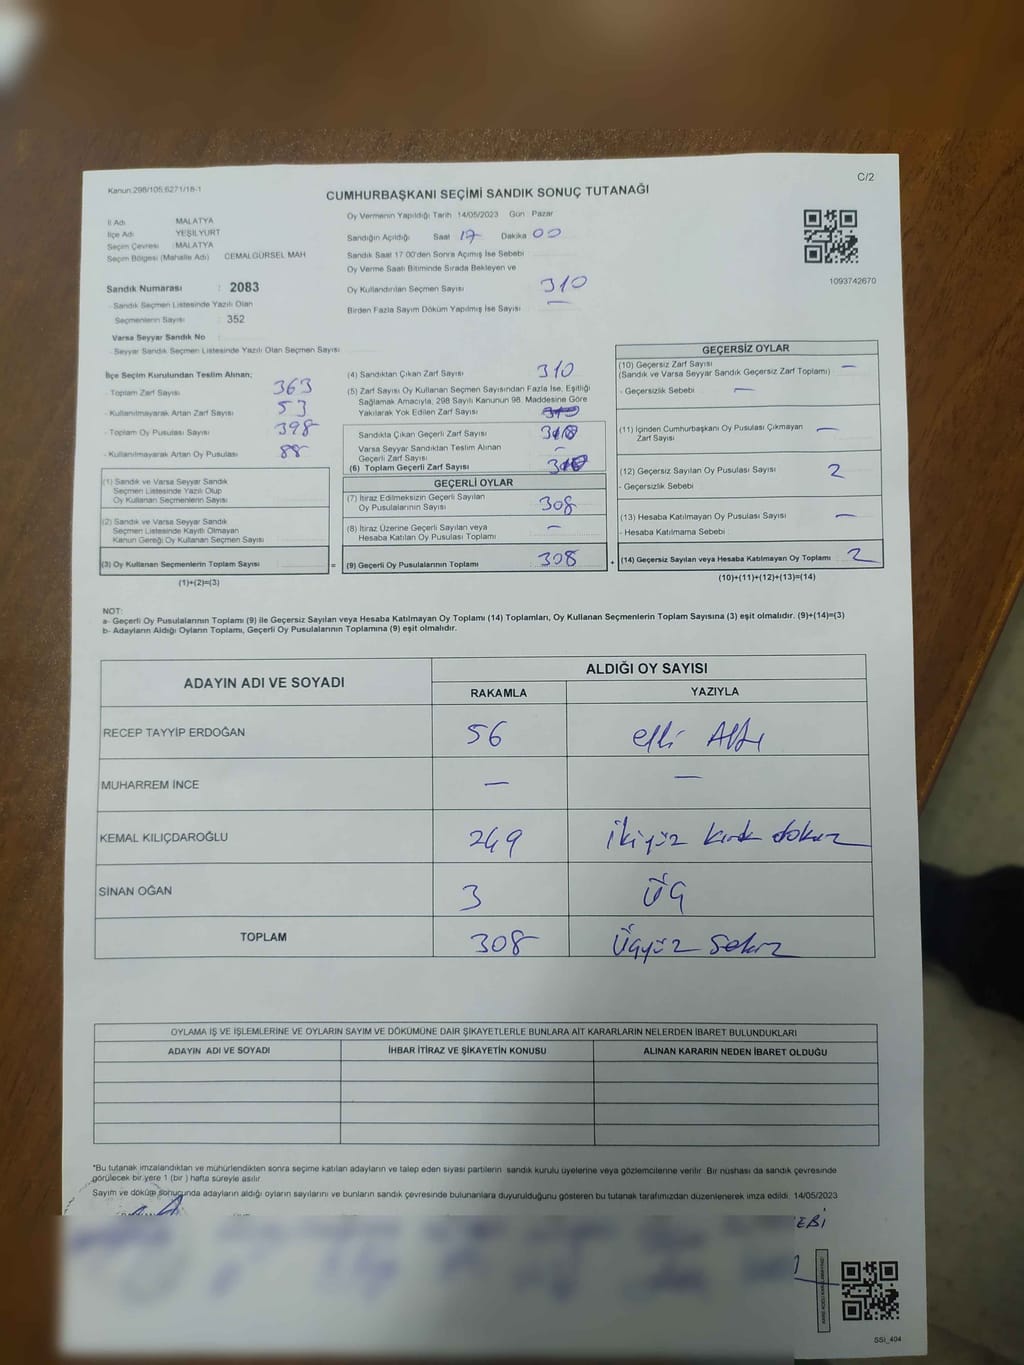 Kanun:298/105,6271/18-1
C/2
CUMHURBAŞKANI SEÇİMİ SANDIK SONUÇ TUTANAĞI
İl Adı : MALATYA
İlçe Adı : YEŞİLYURT
Seçim Çevresi : MALATYA
Seçim Bölgesi (Mahalle Adı) CEMALGÜRSEL MAH
Sandık Numarası : 2083
- Sandık Seçmen Listesinde Yazılı Olan
Seçmenlerin Sayısı : 352
Varsa Seyyar Sandık No :
- Seyyar Sandık Seçmen Listesinde Yazılı Olan Seçmen Sayısı
Oy Vermenin Yapıldığı Tarih 14/05/2023 Gün : Pazar
Sandığın Açıldığı Saat 17 Dakika 00
Sandık Saat 17 00'den Sonra Açımış İse Sebebi
Oy Verme Saati Bitiminde Sırada Bekleyen ve
Oy Kullandırılan Seçmen Sayısı 310
Birden Fazla Sayım Döküm Yapılmış İse Sayısı —
1093742670
İlçe Seçim Kurulundan Teslim Alınan;
- Toplam Zarf Sayısı 363
- Kullanılmayarak Artan Zarf Sayısı 53
- Toplam Oy Pusulası Sayısı 398
- Kullanılmayarak Artan Oy Pusulası 88
(1) Sandık ve Varsa Seyyar Sandık
Seçmen Listesinde Yazılı Olup
Oy Kullanan Seçmenlerin Sayısı
(2) Sandık ve Varsa Seyyar Sandık
Seçmen Listesinde Kayıtlı Olmayan
Kanun Gereği Oy Kullanan Seçmen Sayısı
(3) Oy Kullanan Seçmenlerin Toplam Sayısı =
(1)+(2)=(3)
(4) Sandıktan Çıkan Zarf Sayısı 310
(5) Zarf Sayısı Oy Kullanan Seçmen Sayısından Fazla İse, Eşitliği
Sağlamak Amacıyla, 298 Sayılı Kanunun 98. Maddesine Göre
Yakılarak Yok Edilen Zarf Sayısı
Sandıkta Çıkan Geçerli Zarf Sayısı
Varsa Seyyar Sandıktan Teslim Alınan
Geçerli Zarf Sayısı —
(6) Toplam Geçerli Zarf Sayısı
GEÇERLİ OYLAR
(7) İtiraz Edilmeksizin Geçerli Sayılan
Oy Pusulalarının Sayısı 308
(8) İtiraz Üzerine Geçerli Sayılan veya
Hesaba Katılan Oy Pusulası Toplamı —
(9) Geçerli Oy Pusulalarının Toplamı 308 +
GEÇERSİZ OYLAR
(10) Geçersiz Zarf Sayısı —
(Sandık ve Varsa Seyyar Sandık Geçersiz Zarf Toplamı)
- Geçersizlik Sebebi —
(11) İçinden Cumhurbaşkanı Oy Pusulası Çıkmayan
Zarf Sayısı —
(12) Geçersiz Sayılan Oy Pusulası Sayısı 2
- Geçersizlik Sebebi
(13) Hesaba Katılmayan Oy Pusulası Sayısı —
- Hesaba Katılmama Sebebi
(14) Geçersiz Sayılan veya Hesaba Katılmayan Oy Toplamı 2
(10)+(11)+(12)+(13)=(14)
NOT:
a- Geçerli Oy Pusulalarının Toplamı (9) ile Geçersiz Sayılan veya Hesaba Katılmayan Oy Toplamı (14) Toplamları, Oy Kullanan Seçmenlerin Toplam Sayısına (3) eşit olmalıdır. (9)+(14)=(3)
b- Adayların Aldığı Oyların Toplamı, Geçerli Oy Pusulalarının Toplamına (9) eşit olmalıdır.
ADAYIN ADI VE SOYADI
ALDIĞI OY SAYISI
RAKAMLA YAZIYLA
RECEP TAYYİP ERDOĞAN 56 elli Altı
MUHARREM İNCE — —
KEMAL KILIÇDAROĞLU 249 ikiyüz kırk dokuz
SİNAN OĞAN 3 üç
TOPLAM 308 üçyüz sekiz
OYLAMA İŞ VE İŞLEMLERİNE VE OYLARIN SAYIM VE DÖKÜMÜNE DAİR ŞİKAYETLERLE BUNLARA AİT KARARLARIN NELERDEN İBARET BULUNDUKLARI
ADAYIN ADI VE SOYADI İHBAR İTİRAZ VE ŞİKAYETİN KONUSU ALINAN KARARIN NEDEN İBARET OLDUĞU
*Bu tutanak imzalandıktan ve mühürlendikten sonra seçime katılan adayların ve talep eden siyasi partilerin sandık kurulu üyelerine veya gözlemcilerine verilir. Bir nüshası da sandık çevresinde
görülecek bir yere 1 (bir ) hafta süreyle asılır.
Sayım ve döküm sonucunda adayların aldığı oyların sayılarını ve bunların sandık çevresinde bulunanlara duyurulduğunu gösteren bu tutanak tarafımızdan düzenlenerek imza edildi. 14/05/2023
EBİ
SSİ_404